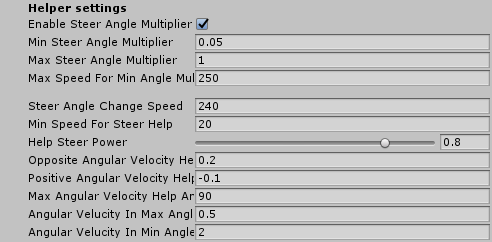 Helper settings
Enable Steer Angle Multiplier
Min Steer Angle Multiplier 0.05
Max Steer Angle Multiplier 1
Max Speed For Min Angle Mul 250
Steer Angle Change Speed 240
Min Speed For Steer Help 20
Help Steer Power 0.8
Opposite Angular Velocity He 0.2
Positive Angular Velocity Help -0.1
Max Angular Velocity Help An 90
Angular Velucity In Max Angl 0.5
Angular Velucity In Min Angle 2